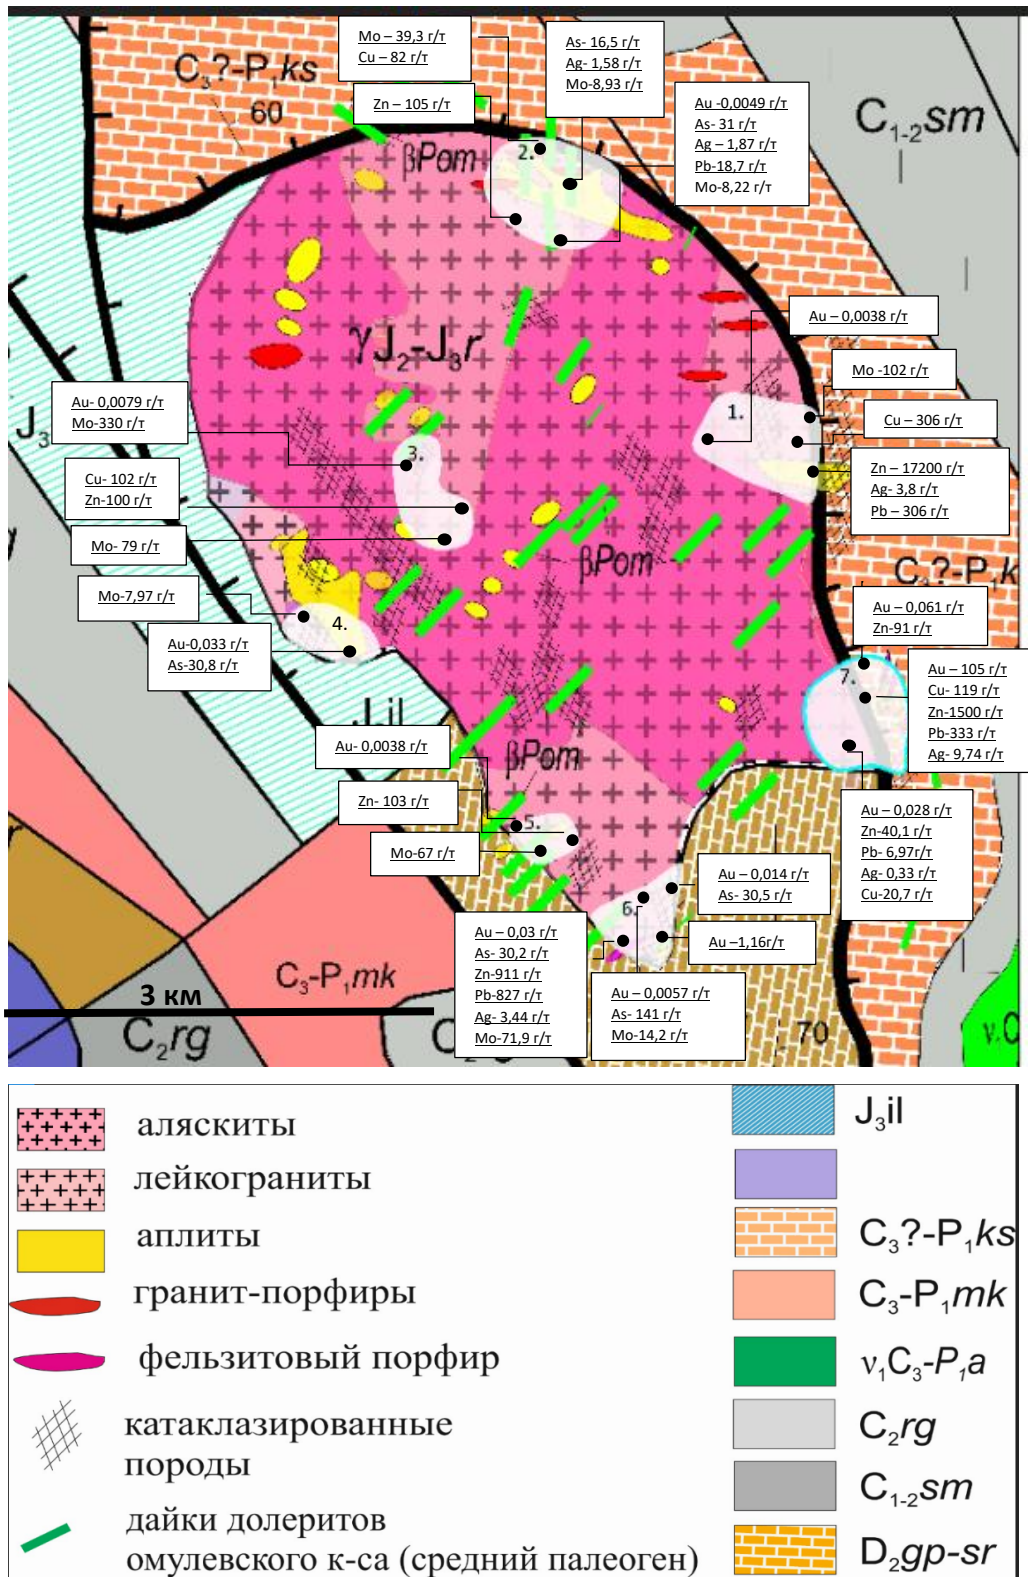 Mo – 39,3 г/т
Cu – 82 г/т
As- 16,5 г/т
Ag- 1,58 г/т
Mo-8,93 г/т
C₃?-P₁ks
60
Zn – 105 г/т
Au -0,0049 г/т
As- 31 г/т
Ag – 1,87 г/т
Pb-18,7 г/т
Mo-8,22 г/т
C₁₋₂sm
βPom
2.
Au – 0,0038 г/т
γJ₂-J₃r
Mo -102 г/т
Au- 0,0079 г/т
Mo-330 г/т
J₃
1.
Cu – 306 г/т
3.
Zn – 17200 г/т
Ag- 3,8 г/т
Pb – 306 г/т
Cu- 102 г/т
Zn-100 г/т
Mo- 79 г/т
βPom
C₃?-P₁k
Mo-7,97 г/т
4.
Au – 0,061 г/т
Zn-91 г/т
Au-0,033 г/т
As-30,8 г/т
7.
Au – 105 г/т
Cu- 119 г/т
Zn-1500 г/т
Pb-333 г/т
Ag- 9,74 г/т
J₃il
Au- 0,0038 г/т
βPom
Zn- 103 г/т
5.
Mo-67 г/т
Au – 0,028 г/т
Zn-40,1 г/т
Pb- 6,97г/т
Ag- 0,33 г/т
Cu-20,7 г/т
Au – 0,014 г/т
As- 30,5 г/т
6.
Au – 0,03 г/т
As- 30,2 г/т
Zn-911 г/т
Pb-827 г/т
Ag- 3,44 г/т
Mo-71,9 г/т
Au –1,16г/т
C₃-P₁mk
Au – 0,0057 г/т
As- 141 г/т
Mo-14,2 г/т
3 км
C₂rg
70
аляскиты
лейкограниты
аплиты
гранит-порфиры
фельзитовый порфир
катаклазированные
породы
дайки долеритов
омулевского к-са (средний палеоген)
J₃il
C₃?-P₁ks
C₃-P₁mk
ν₁C₃-P₁a
C₂rg
C₁₋₂sm
D₂gp-sr